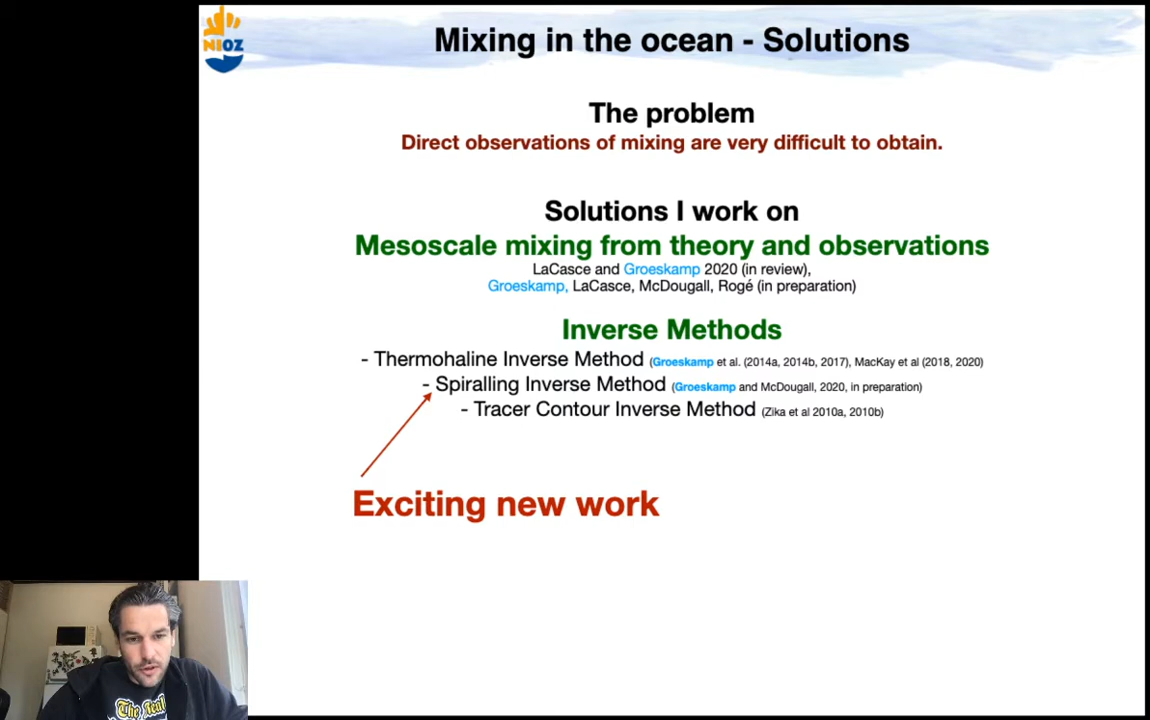 NIOZ
Mixing in the ocean - Solutions
The problem
Direct observations of mixing are very difficult to obtain.
Solutions I work on
Mesoscale mixing from theory and observations
LaCasce and Groeskamp 2020 (in review),
Groeskamp, LaCasce, McDougall, Rogé (in preparation)
Inverse Methods
- Thermohaline Inverse Method (Groeskamp et al. (2014a, 2014b, 2017), MacKay et al (2018, 2020)
- Spiralling Inverse Method (Groeskamp and McDougall, 2020, in preparation)
- Tracer Contour Inverse Method (Zika et al 2010a, 2010b)
Exciting new work
The Real